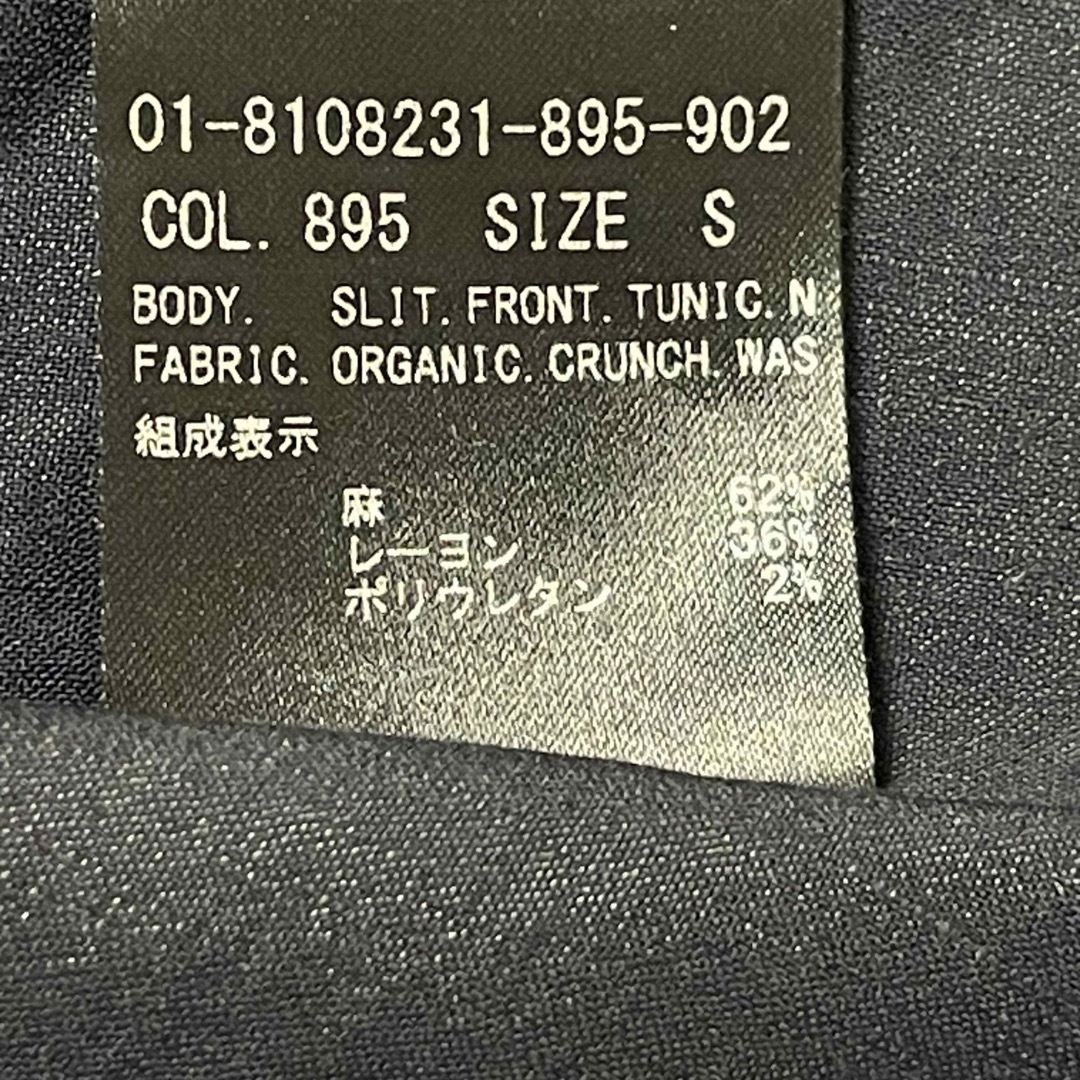 01-8108231-895-902
COL. 895 SIZE S
BODY. SLIT. FRONT. TUNIC. N
FABRIC. ORGANIC. CRUNCH. WAS
組成表示
麻 62%
レーヨン 36%
ポリウレタン 2%